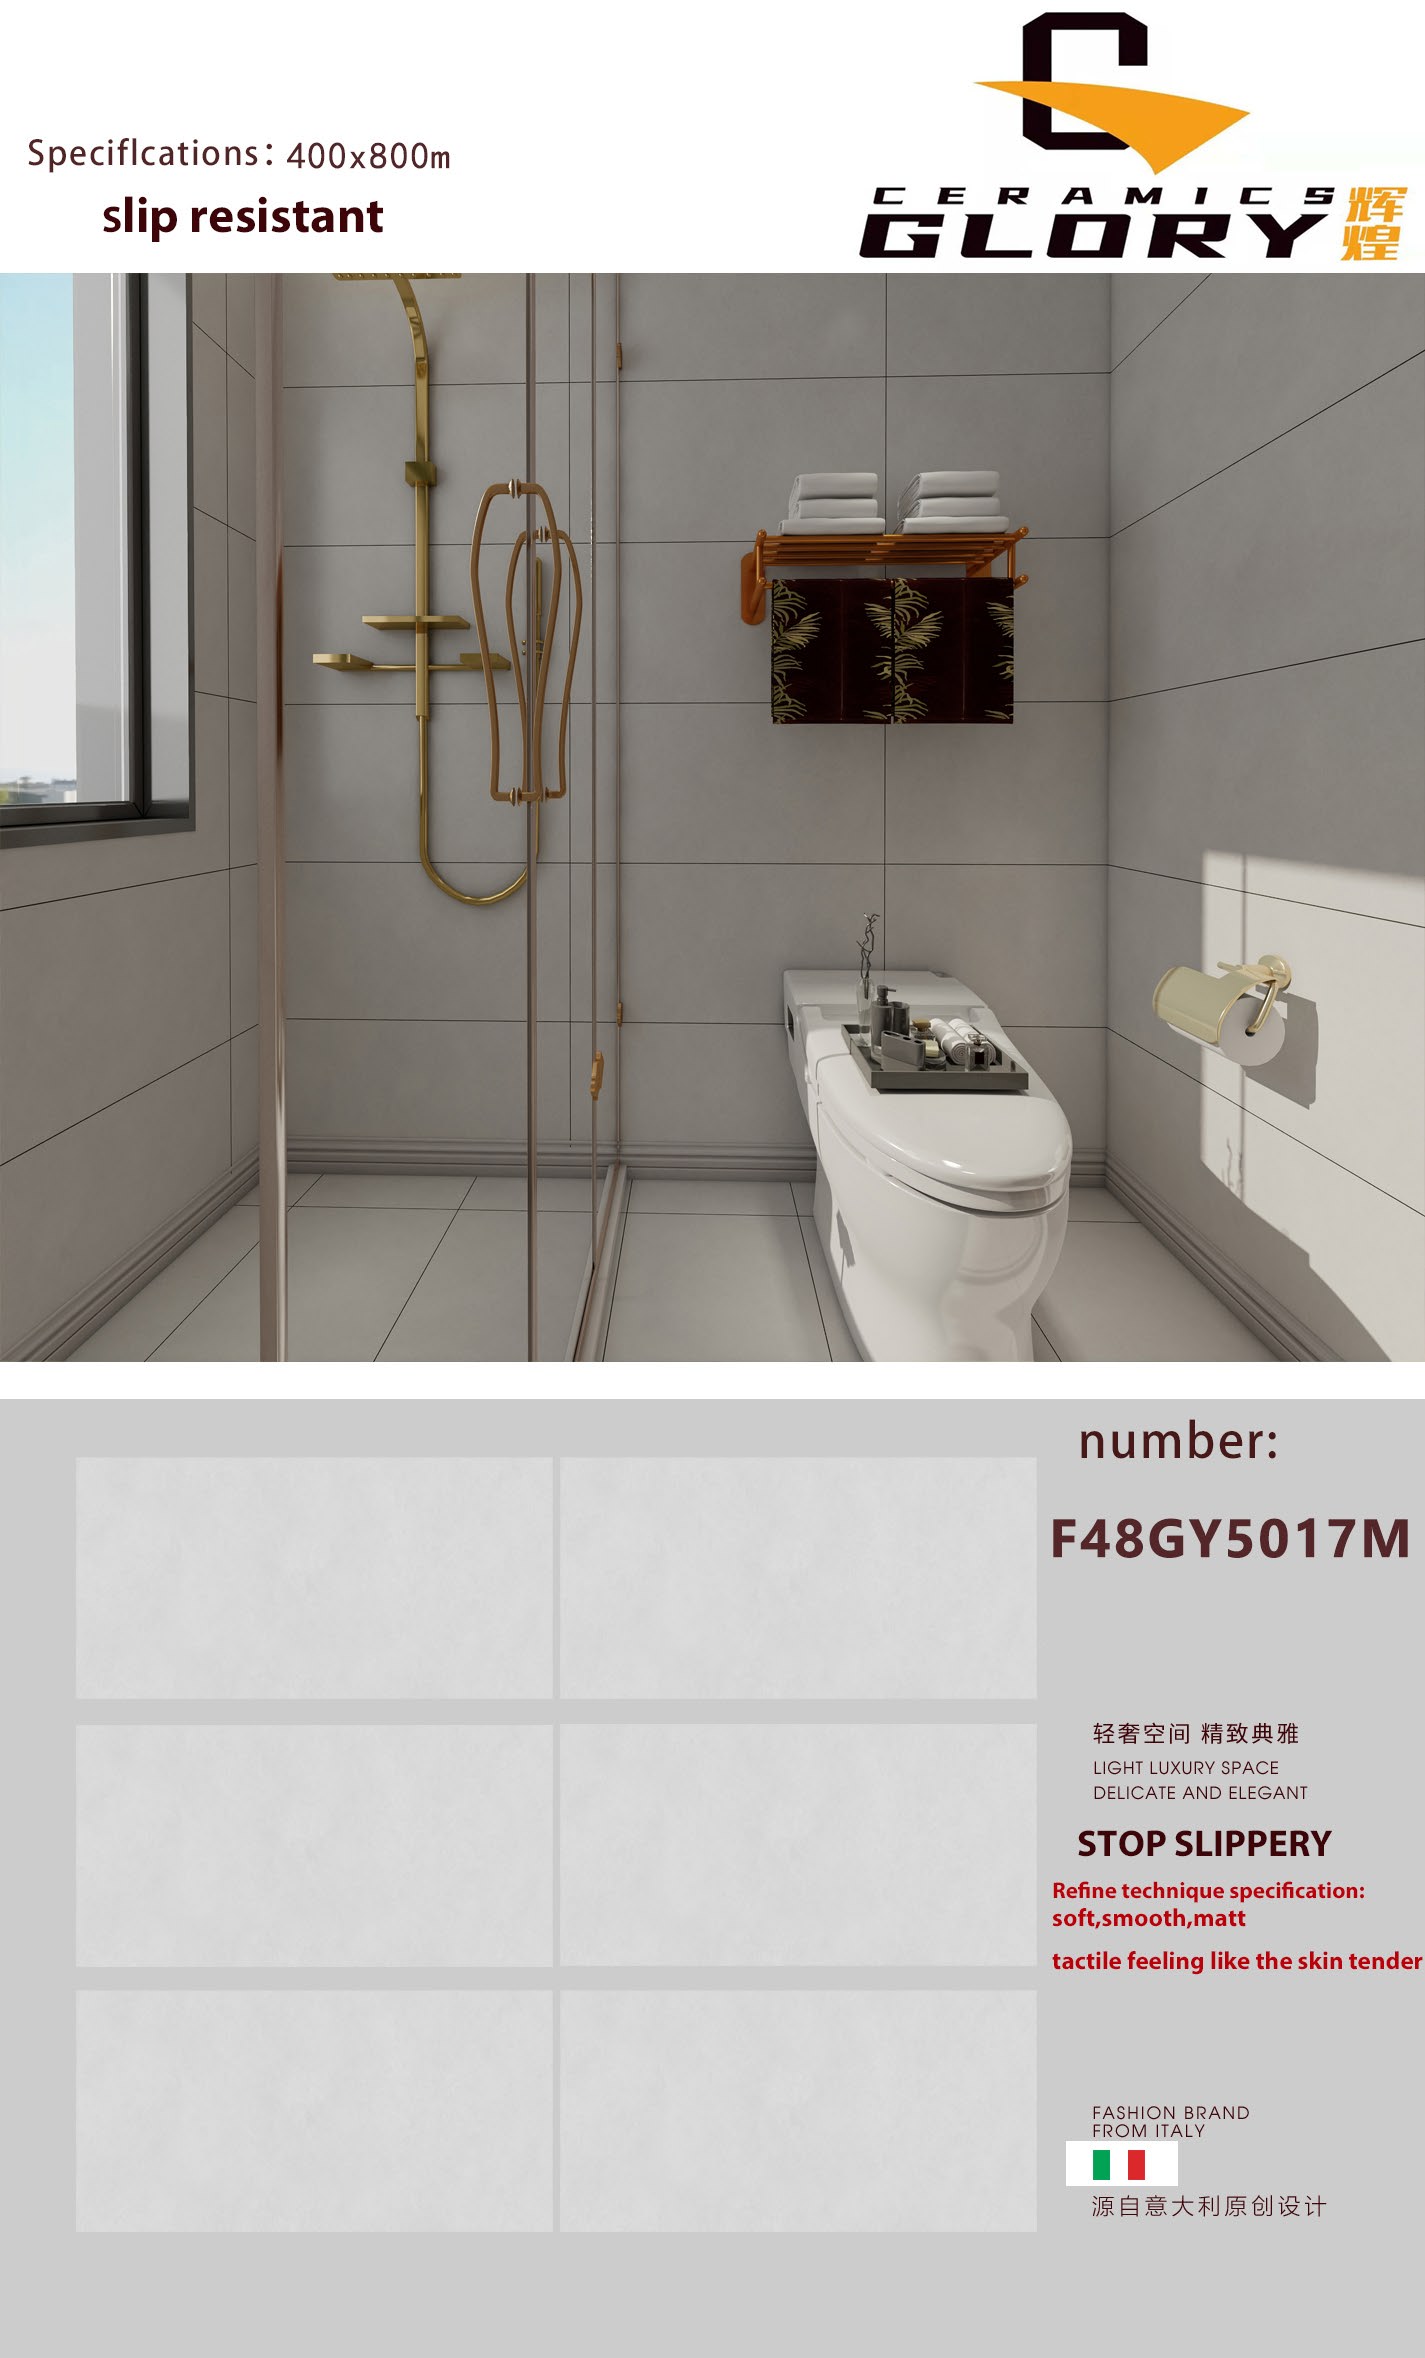 Speciflcations: 400x800m
slip resistant
CERAMICS
GLORY 辉煌
number:
F48GY5017M
轻奢空间 精致典雅
LIGHT LUXURY SPACE
DELICATE AND ELEGANT
STOP SLIPPERY
Refine technique specification:
soft,smooth,matt
tactile feeling like the skin tender
FASHION BRAND
FROM ITALY
源自意大利原创设计